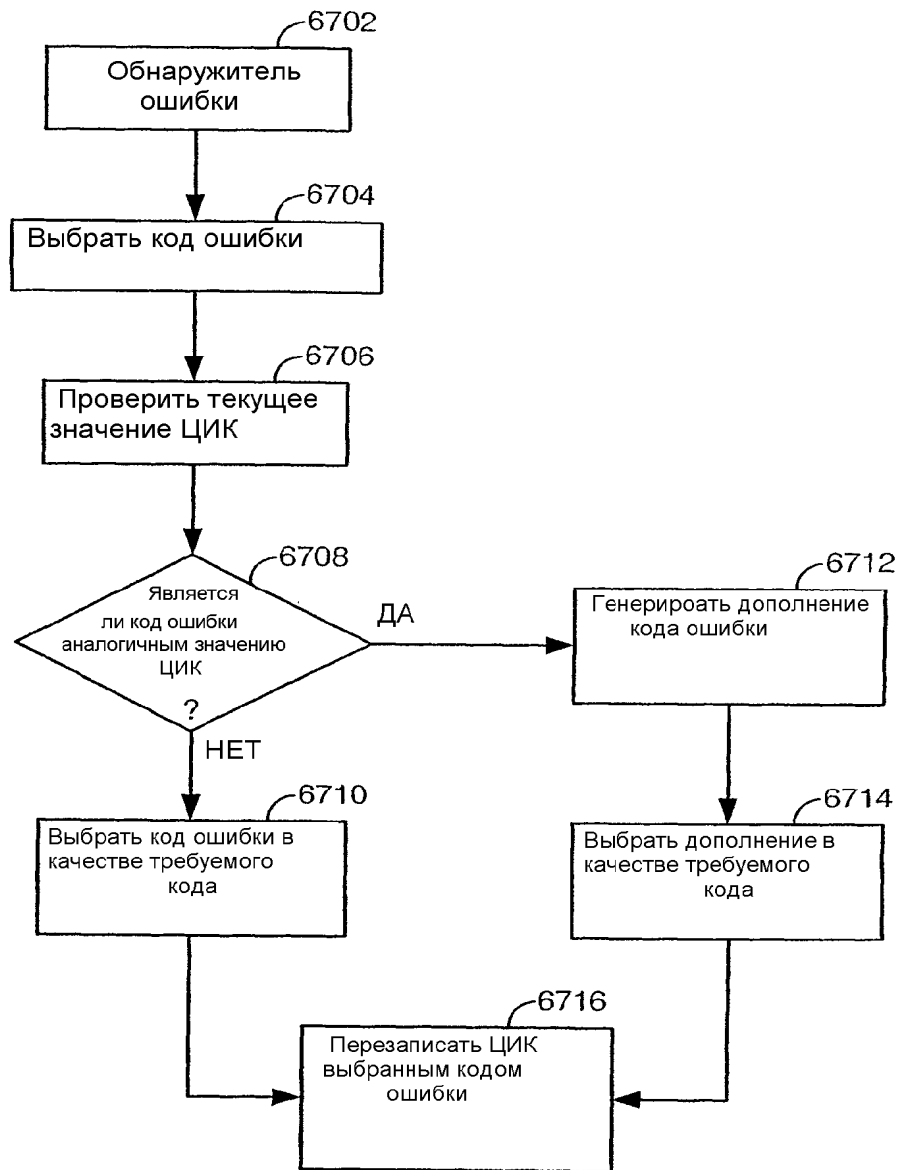 6702
Обнаружитель
ошибки
6704
Выбрать код ошибки
6706
Проверить текущее
значение ЦИК
6708
Является
ли код ошибки
аналогичным значению
ЦИК
?
ДА
НЕТ
6712
Генерироать дополнение
кода ошибки
6710
Выбрать код ошибки в
качестве требуемого
кода
6714
Выбрать дополнение в
качестве требуемого
кода
6716
Перезаписать ЦИК
выбранным кодом
ошибки